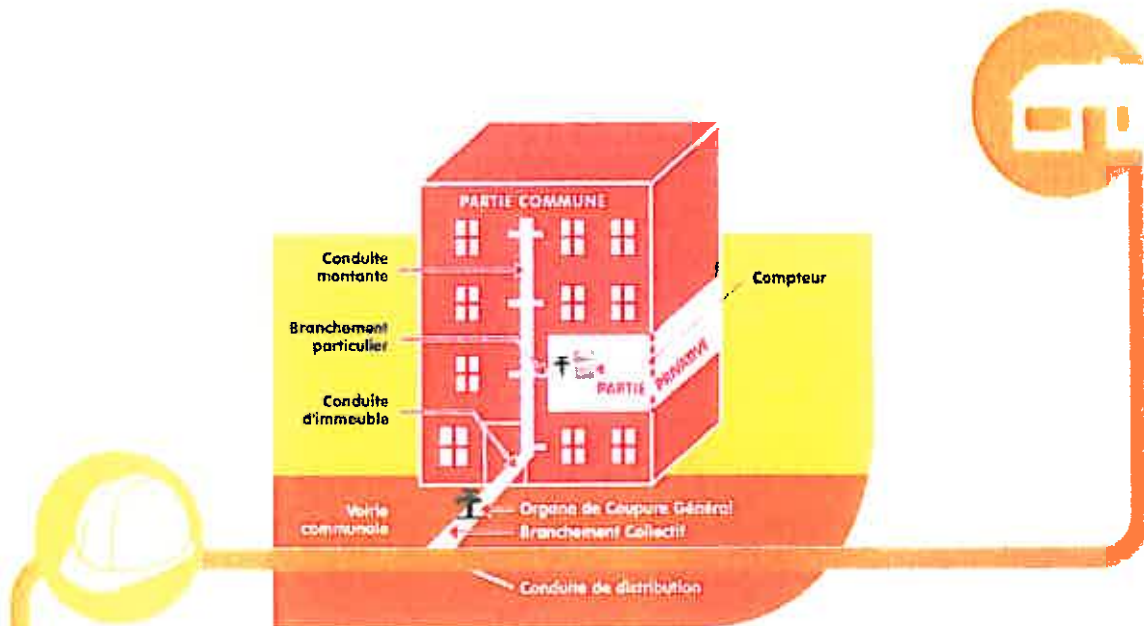 PARTIE COMMUNE
Conduite
montante
Compteur
Branchement
particulier
PARTIE PRIVATIVE
Conduite
d'immeuble
Voirie
communale
Organe de Coupure Général
Branchement Collectif
Conduite de distribution